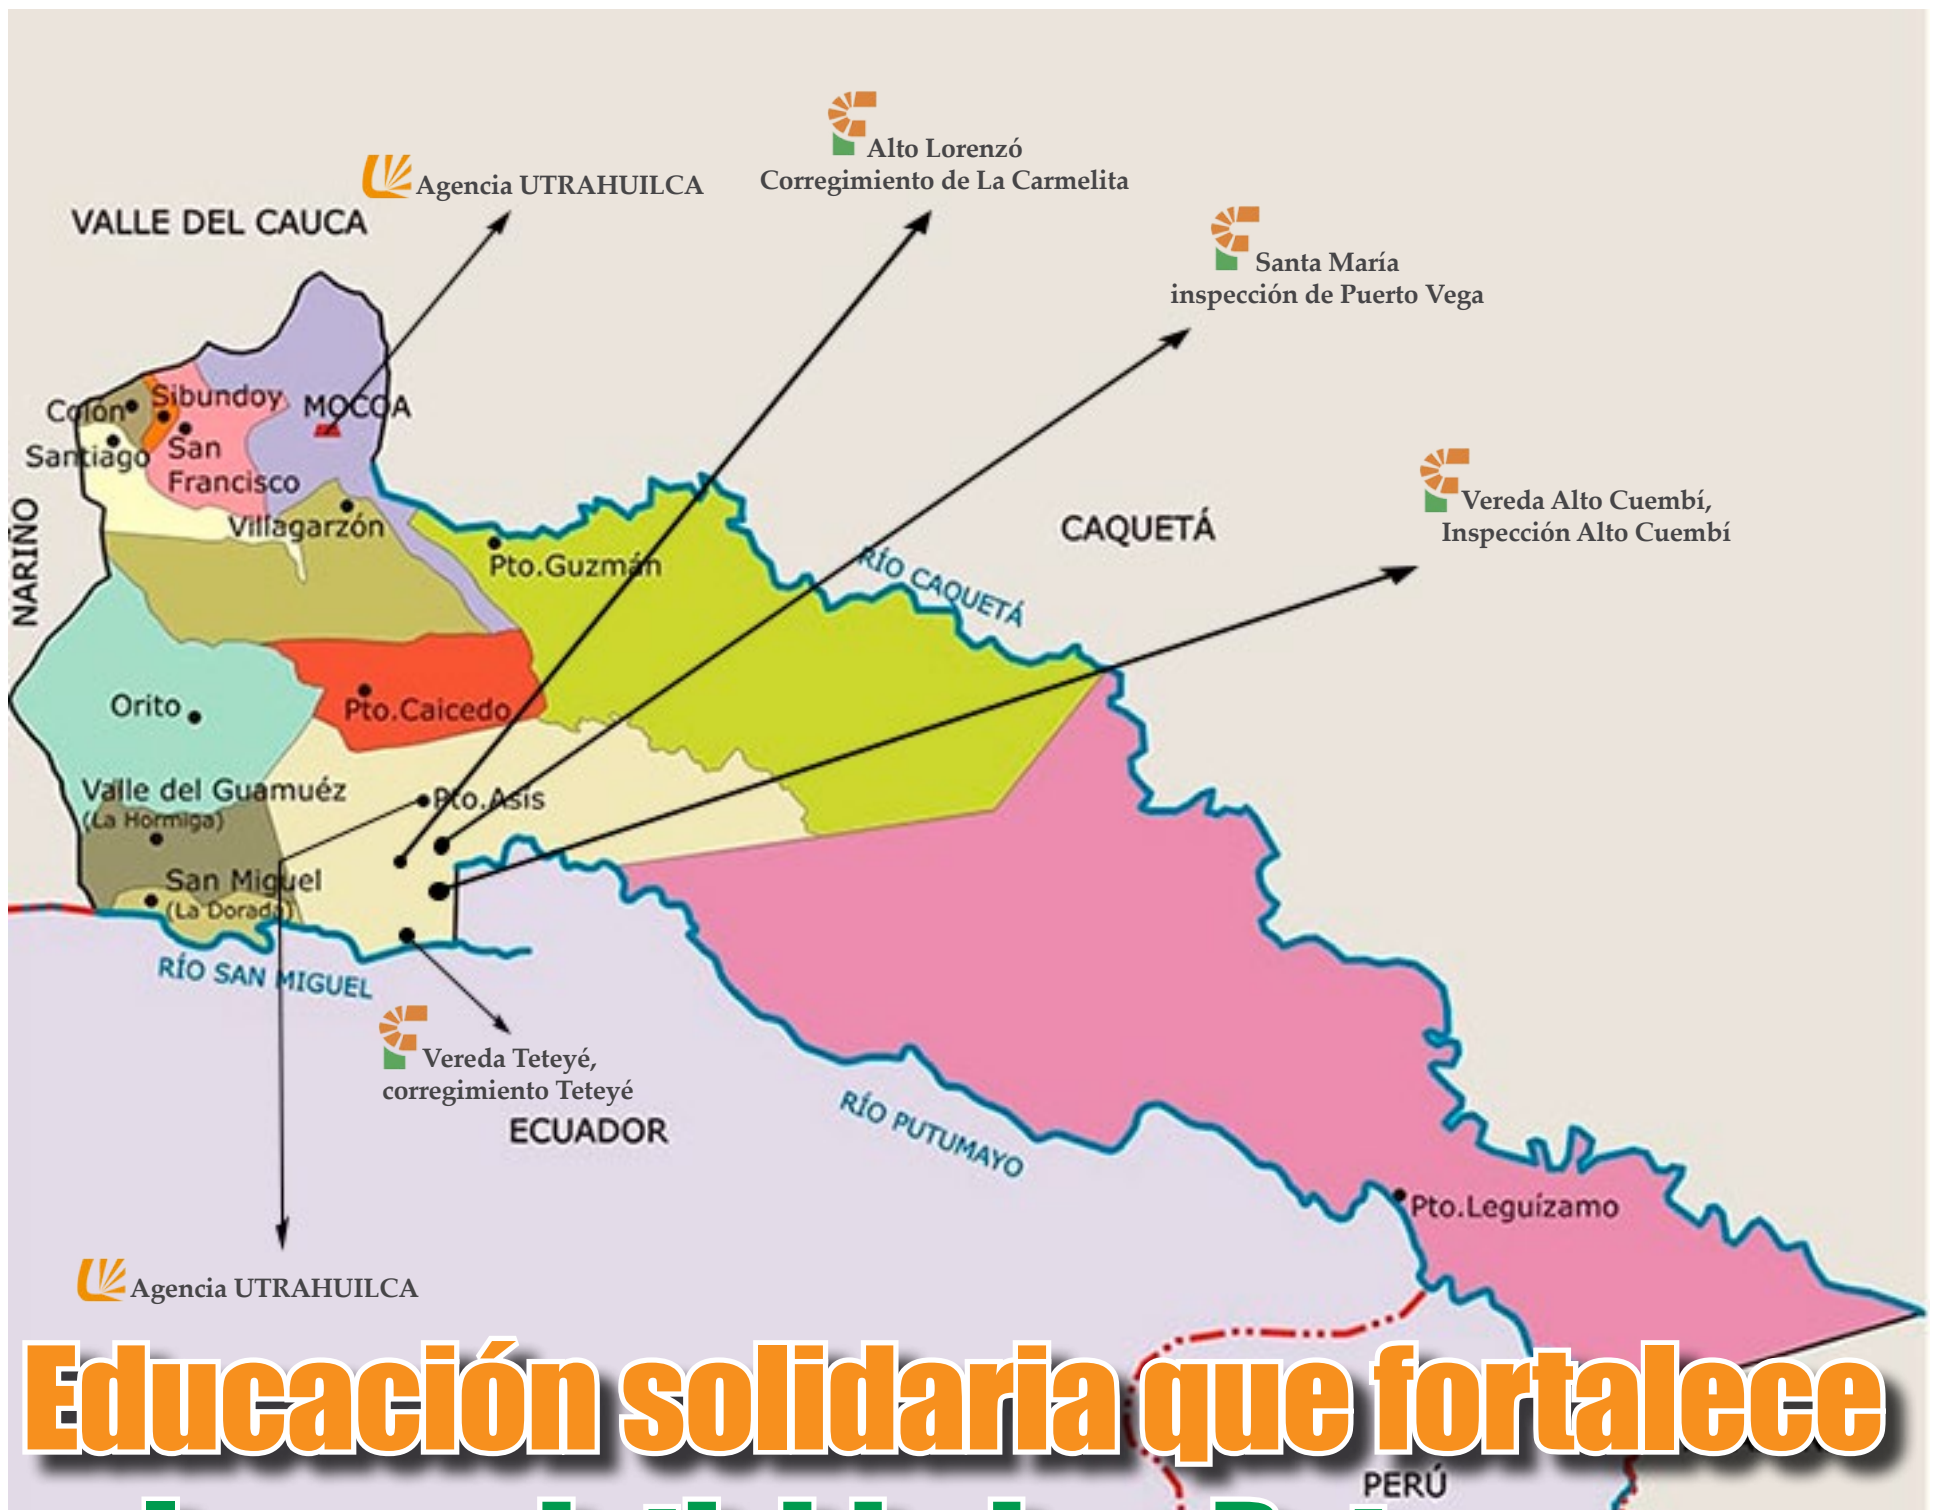 Alto Lorenzó
Corregimiento de La Carmelita
Agencia UTRAHUILCA
VALLE DEL CAUCA
Santa María
inspección de Puerto Vega
Sibundoy
Colón
MOCOA
Santiago
San
Francisco
Villagarzón
NARINO
Vereda Alto Cuembí,
Inspección Alto Cuembí
CAQUETÁ
Pto.Guzmán
RÍO CAQUETÁ
Orito
Pto.Caicedo
Valle del Guamuéz
(La Hormiga)
Pto.Asís
San Miguel
(La Dorada)
RÍO SAN MIGUEL
Vereda Teteyé,
corregimiento Teteyé
ECUADOR
RÍO PUTUMAYO
Pto.Leguízamo
Agencia UTRAHUILCA
Educación solidaria que fortalece
PERÚ